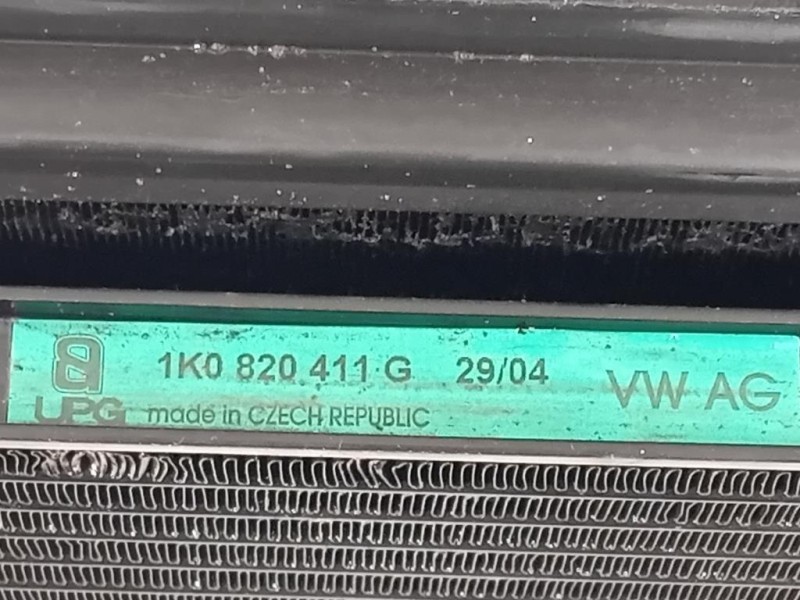 1K0 820 411 G 29/04 VW AG
UPG made in CZECH REPUBLIC